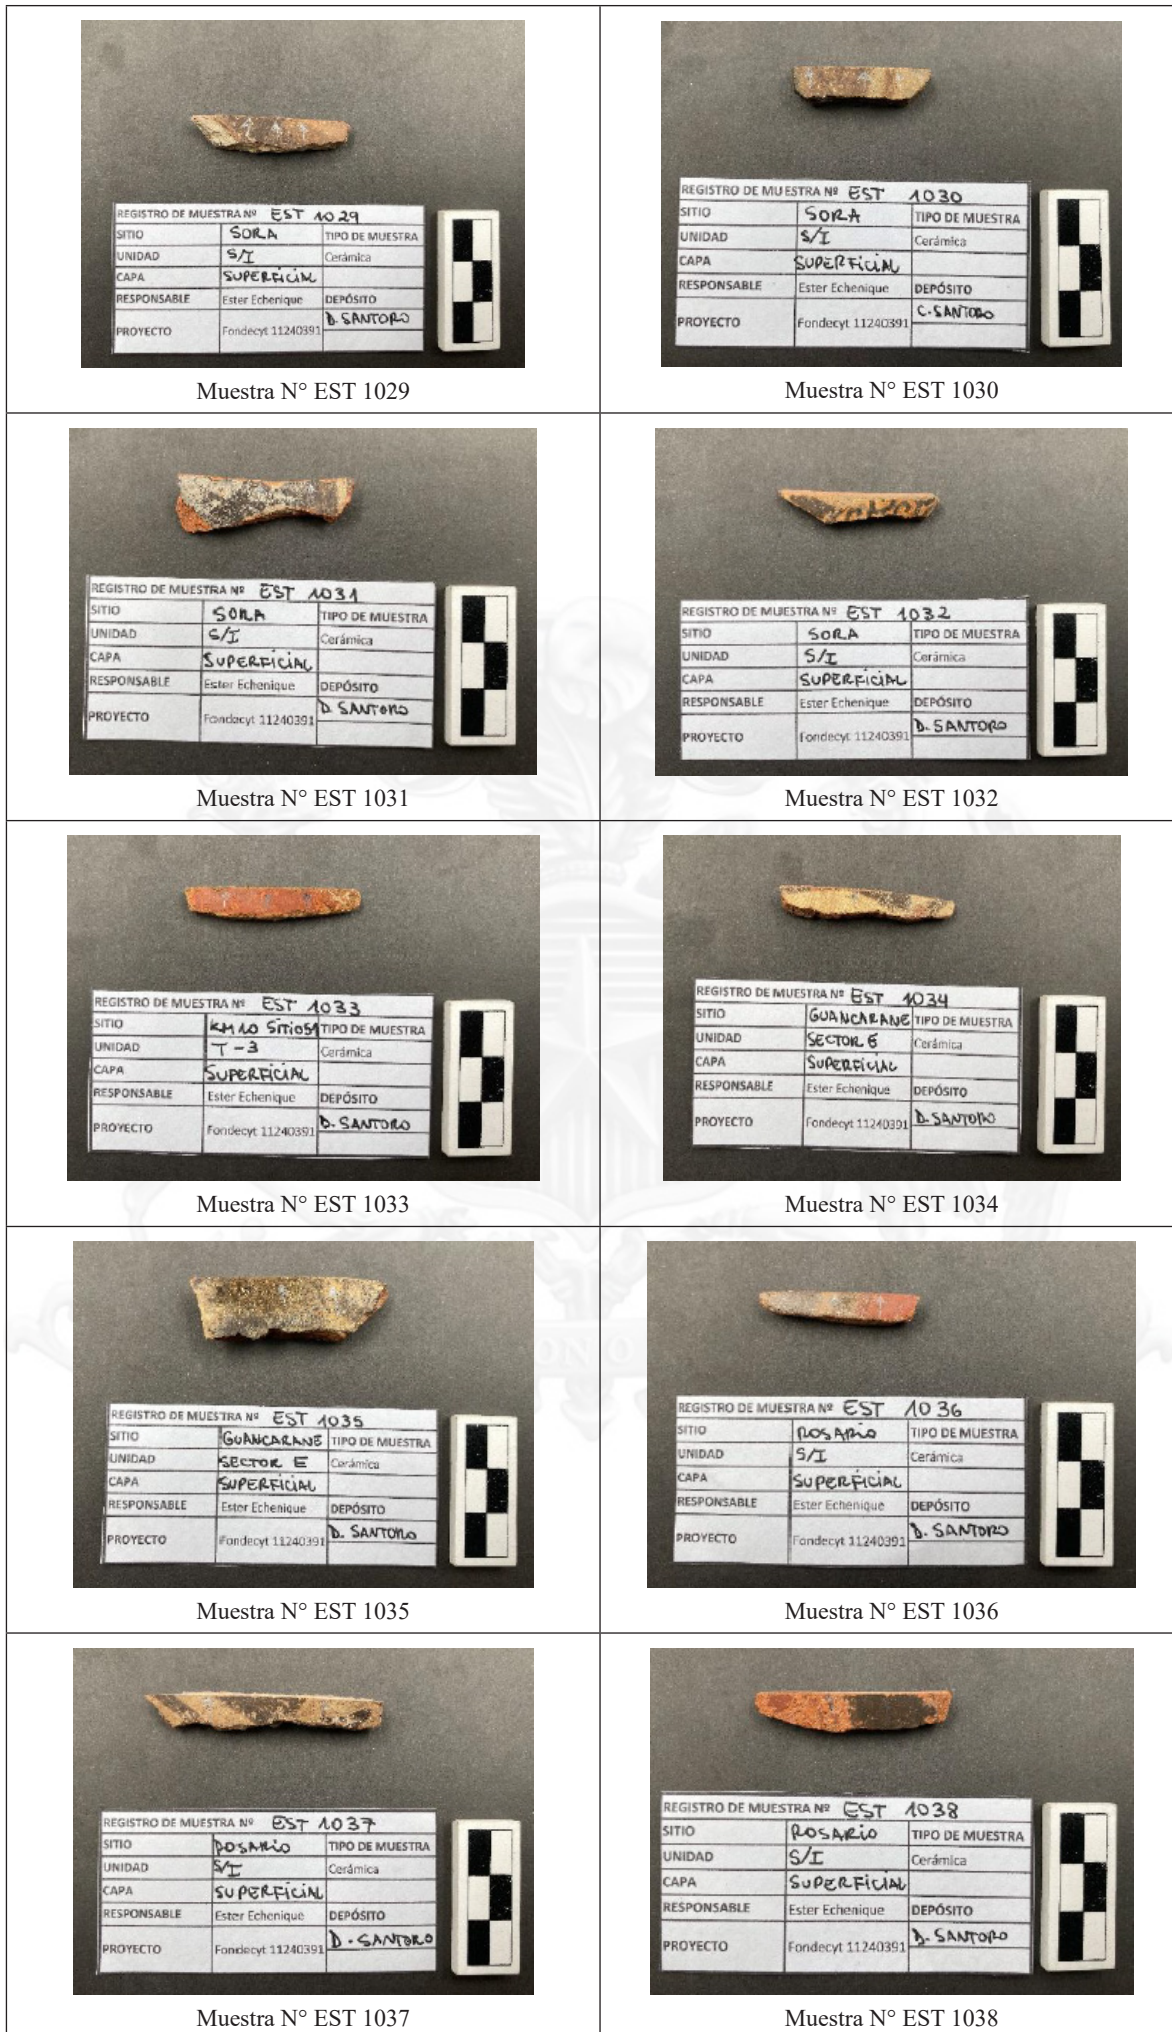 REGISTRO DE MUESTRA Nº EST 1029
SITIO SORA TIPO DE MUESTRA
UNIDAD S/I Cerámica
CAPA SUPERFICIAL
RESPONSABLE Ester Echenique DEPÓSITO
PROYECTO Fondecyt 11240391 D. SANTORO
Muestra N° EST 1029
REGISTRO DE MUESTRA Nº EST 1030
SITIO SORA TIPO DE MUESTRA
UNIDAD S/I Cerámica
CAPA SUPERFICIAL
RESPONSABLE Ester Echenique DEPÓSITO
PROYECTO Fondecyt 11240391 C. SANTORO
Muestra N° EST 1030
REGISTRO DE MUESTRA Nº EST 1031
SITIO SORA TIPO DE MUESTRA
UNIDAD S/I Cerámica
CAPA SUPERFICIAL
RESPONSABLE Ester Echenique DEPÓSITO
PROYECTO Fondecyt 11240391 D. SANTORO
Muestra N° EST 1031
REGISTRO DE MUESTRA Nº EST 1032
SITIO SORA TIPO DE MUESTRA
UNIDAD S/I Cerámica
CAPA SUPERFICIAL
RESPONSABLE Ester Echenique DEPÓSITO
PROYECTO Fondecyt 11240391 D. SANTORO
Muestra N° EST 1032
REGISTRO DE MUESTRA Nº EST 1033
SITIO KM 10 TIPO DE MUESTRA
UNIDAD T-3 Cerámica
CAPA SUPERFICIAL
RESPONSABLE Ester Echenique DEPÓSITO
PROYECTO Fondecyt 11240391 D. SANTORO
Muestra N° EST 1033
REGISTRO DE MUESTRA Nº EST 1034
SITIO GUANCARANE TIPO DE MUESTRA
UNIDAD SECTOR E Cerámica
CAPA SUPERFICIAL
RESPONSABLE Ester Echenique DEPÓSITO
PROYECTO Fondecyt 11240391 D. SANTORO
Muestra N° EST 1034
REGISTRO DE MUESTRA Nº EST 1035
SITIO GUANCARANE TIPO DE MUESTRA
UNIDAD SECTOR E Cerámica
CAPA SUPERFICIAL
RESPONSABLE Ester Echenique DEPÓSITO
PROYECTO Fondecyt 11240391 D. SANTORO
Muestra N° EST 1035
REGISTRO DE MUESTRA Nº EST 1036
SITIO ROSARIO TIPO DE MUESTRA
UNIDAD S/I Cerámica
CAPA SUPERFICIAL
RESPONSABLE Ester Echenique DEPÓSITO
PROYECTO Fondecyt 11240391 D. SANTORO
Muestra N° EST 1036
REGISTRO DE MUESTRA Nº EST 1037
SITIO ROSARIO TIPO DE MUESTRA
UNIDAD S/I Cerámica
CAPA SUPERFICIAL
RESPONSABLE Ester Echenique DEPÓSITO
PROYECTO Fondecyt 11240391 D. SANTORO
Muestra N° EST 1037
REGISTRO DE MUESTRA Nº EST 1038
SITIO ROSARIO TIPO DE MUESTRA
UNIDAD S/I Cerámica
CAPA SUPERFICIAL
RESPONSABLE Ester Echenique DEPÓSITO
PROYECTO Fondecyt 11240391 D. SANTORO
Muestra N° EST 1038